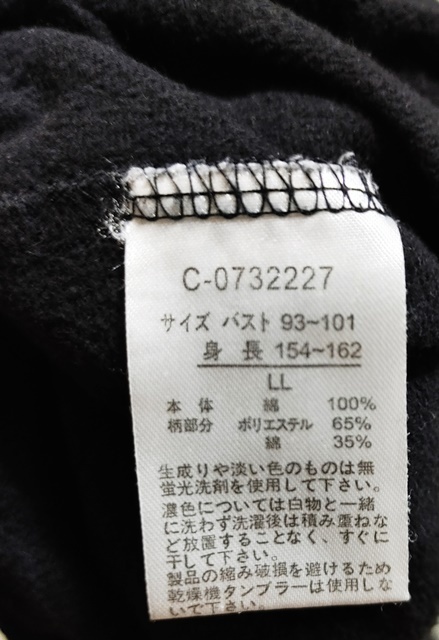 C-0732227
サイズ バスト 93~101
身 長 154~162
LL
本 体 綿 100%
柄部分 ポリエステル 65%
綿 35%
生成りや淡い色のものは無
蛍光洗剤を使用して下さい。
濃色については白物と一緒
に洗わず洗濯後は積み重ねな
ど放置することなく、すぐに
干して下さい。
製品の縮み破損を避けるため
乾燥機タンブラーは使用しな
いで下さい。